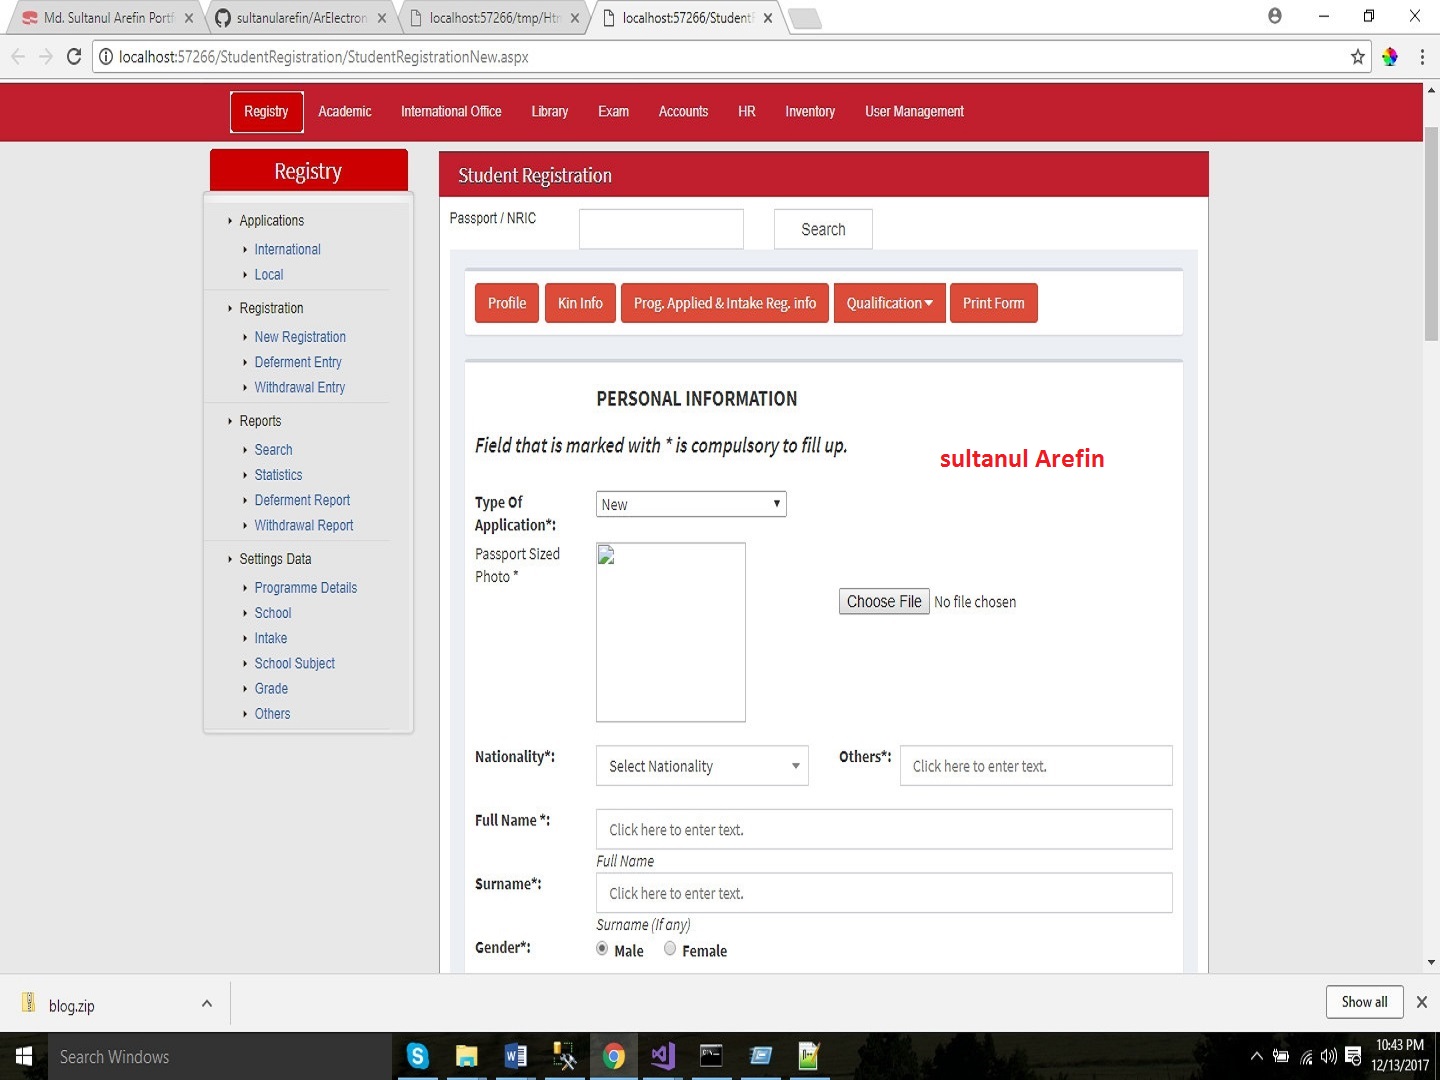 Md. Sultanul Arefin Port
sultanularefin/ArElectron
localhost:57266/tmp/Htm
localhost:57266/StudentR
localhost:57266/StudentRegistration/StudentRegistrationNew.aspx
Registry Academic International Office Library Exam Accounts HR Inventory User Management
Registry
Applications
International
Local
Registration
New Registration
Deferment Entry
Withdrawal Entry
Reports
Search
Statistics
Deferment Report
Withdrawal Report
Settings Data
Programme Details
School
Intake
School Subject
Grade
Others
Student Registration
Passport / NRIC Search
Profile Kin Info Prog. Applied & Intake Reg. info Qualification Print Form
PERSONAL INFORMATION
Field that is marked with * is compulsory to fill up.
sultanul Arefin
Type Of
Application*: New
Passport Sized
Photo *
Choose File No file chosen
Nationality*: Select Nationality Others*: Click here to enter text.
Full Name *: Click here to enter text.
Full Name
Surname*: Click here to enter text.
Surname (If any)
Gender*: Male Female
blog.zip Show all
Search Windows
10:43 PM
12/13/2017